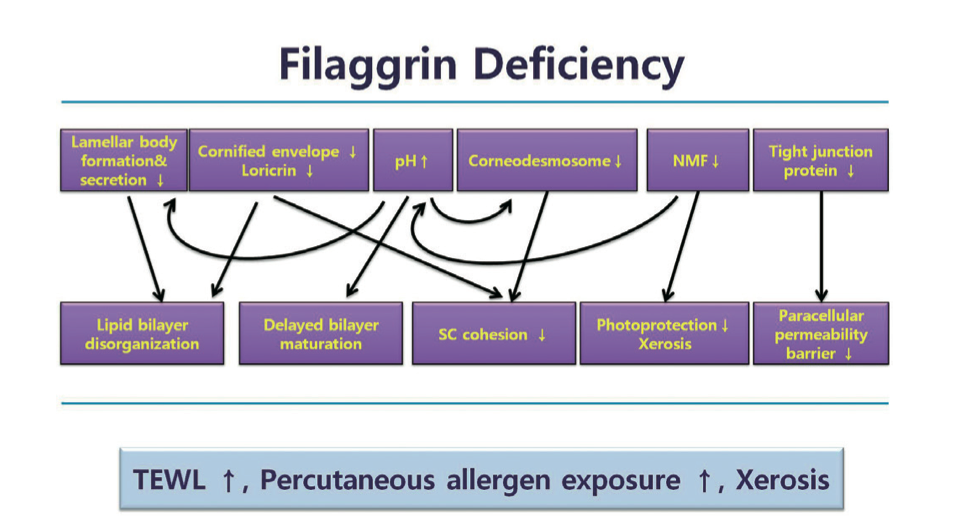 Filaggrin Deficiency
Lamellar body
formation&
secretion ↓
Cornified envelope ↓
Loricrin ↓
pH↑
Corneodesmosome↓
NMF↓
Tight junction
protein ↓
Lipid bilayer
disorganization
Delayed bilayer
maturation
SC cohesion ↓
Photoprotection↓
Xerosis
Paracellular
permeability
barrier ↓
TEWL ↑, Percutaneous allergen exposure ↑, Xerosis